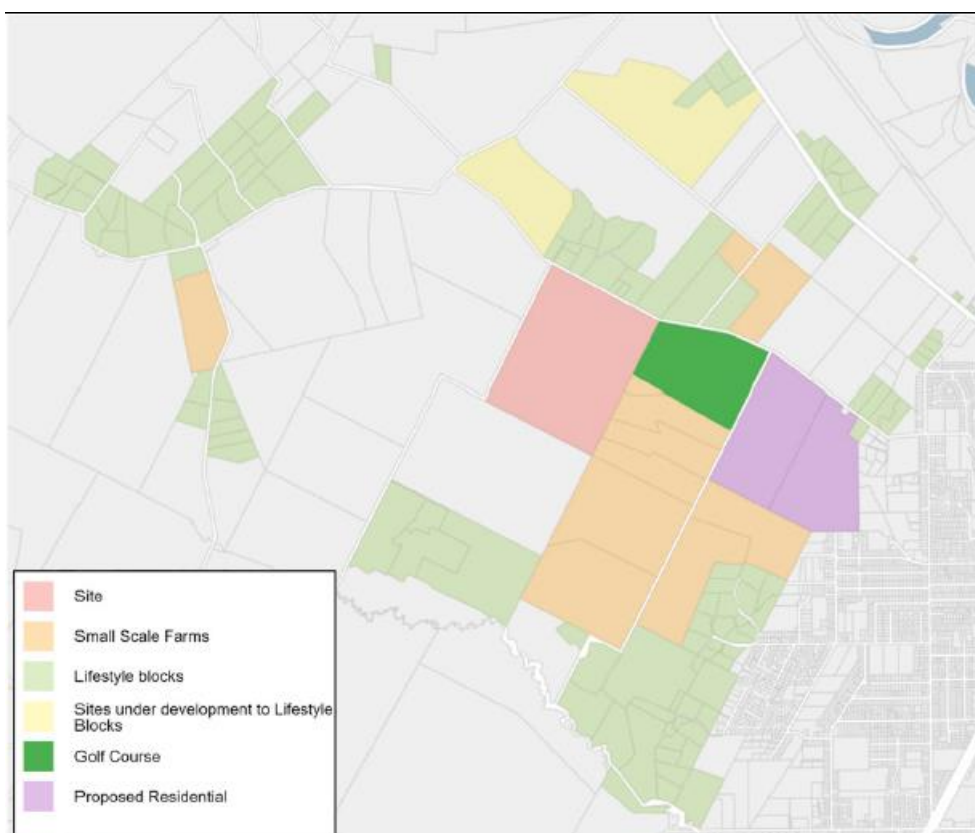 Site
Small Scale Farms
Lifestyle blocks
Sites under development to Lifestyle
Blocks
Golf Course
Proposed Residential